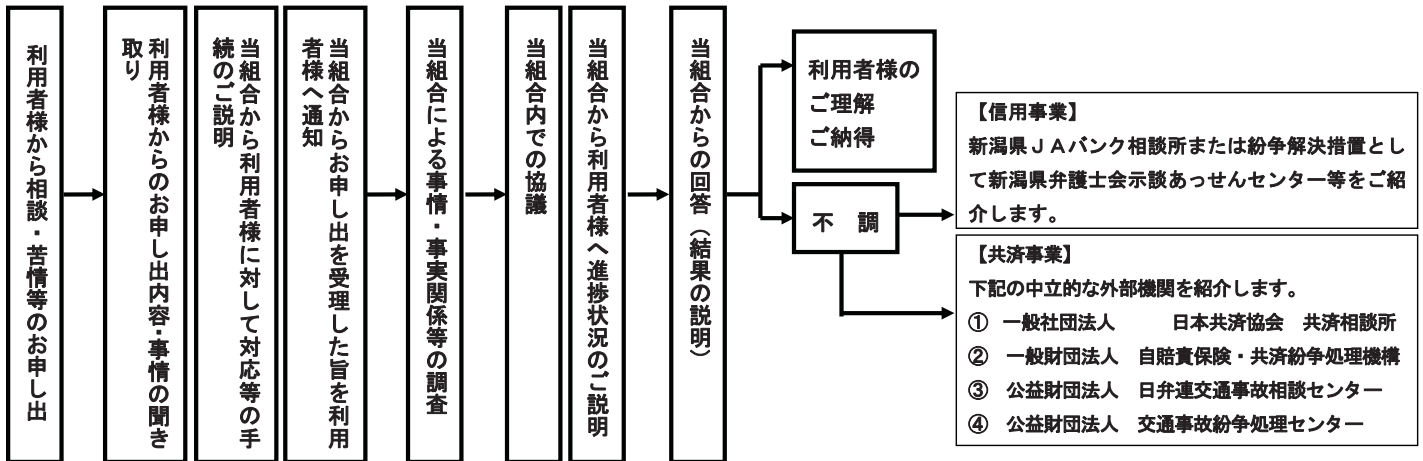 利用者様から相談・苦情等のお申し出
利用者様からのお申し出内容・事情の聞き
取り
当組合から利用者様に対して対応等の手
続のご説明
当組合からお申し出を受理した旨を利用
者様へ通知
当組合による事情・事実関係等の調査
当組合内での協議
当組合から利用者様へ進捗状況のご説明
当組合からの回答（結果の説明）
利用者様の
ご理解
ご納得
不　調
【信用事業】
新潟県ＪＡバンク相談所または紛争解決措置とし
て新潟県弁護士会示談あっせんセンター等をご紹
介します。
【共済事業】
下記の中立的な外部機関を紹介します。
①　一般社団法人　　　日本共済協会　共済相談所
②　一般財団法人　自賠責保険・共済紛争処理機構
③　公益財団法人　日弁連交通事故相談センター
④　公益財団法人　交通事故紛争処理センター